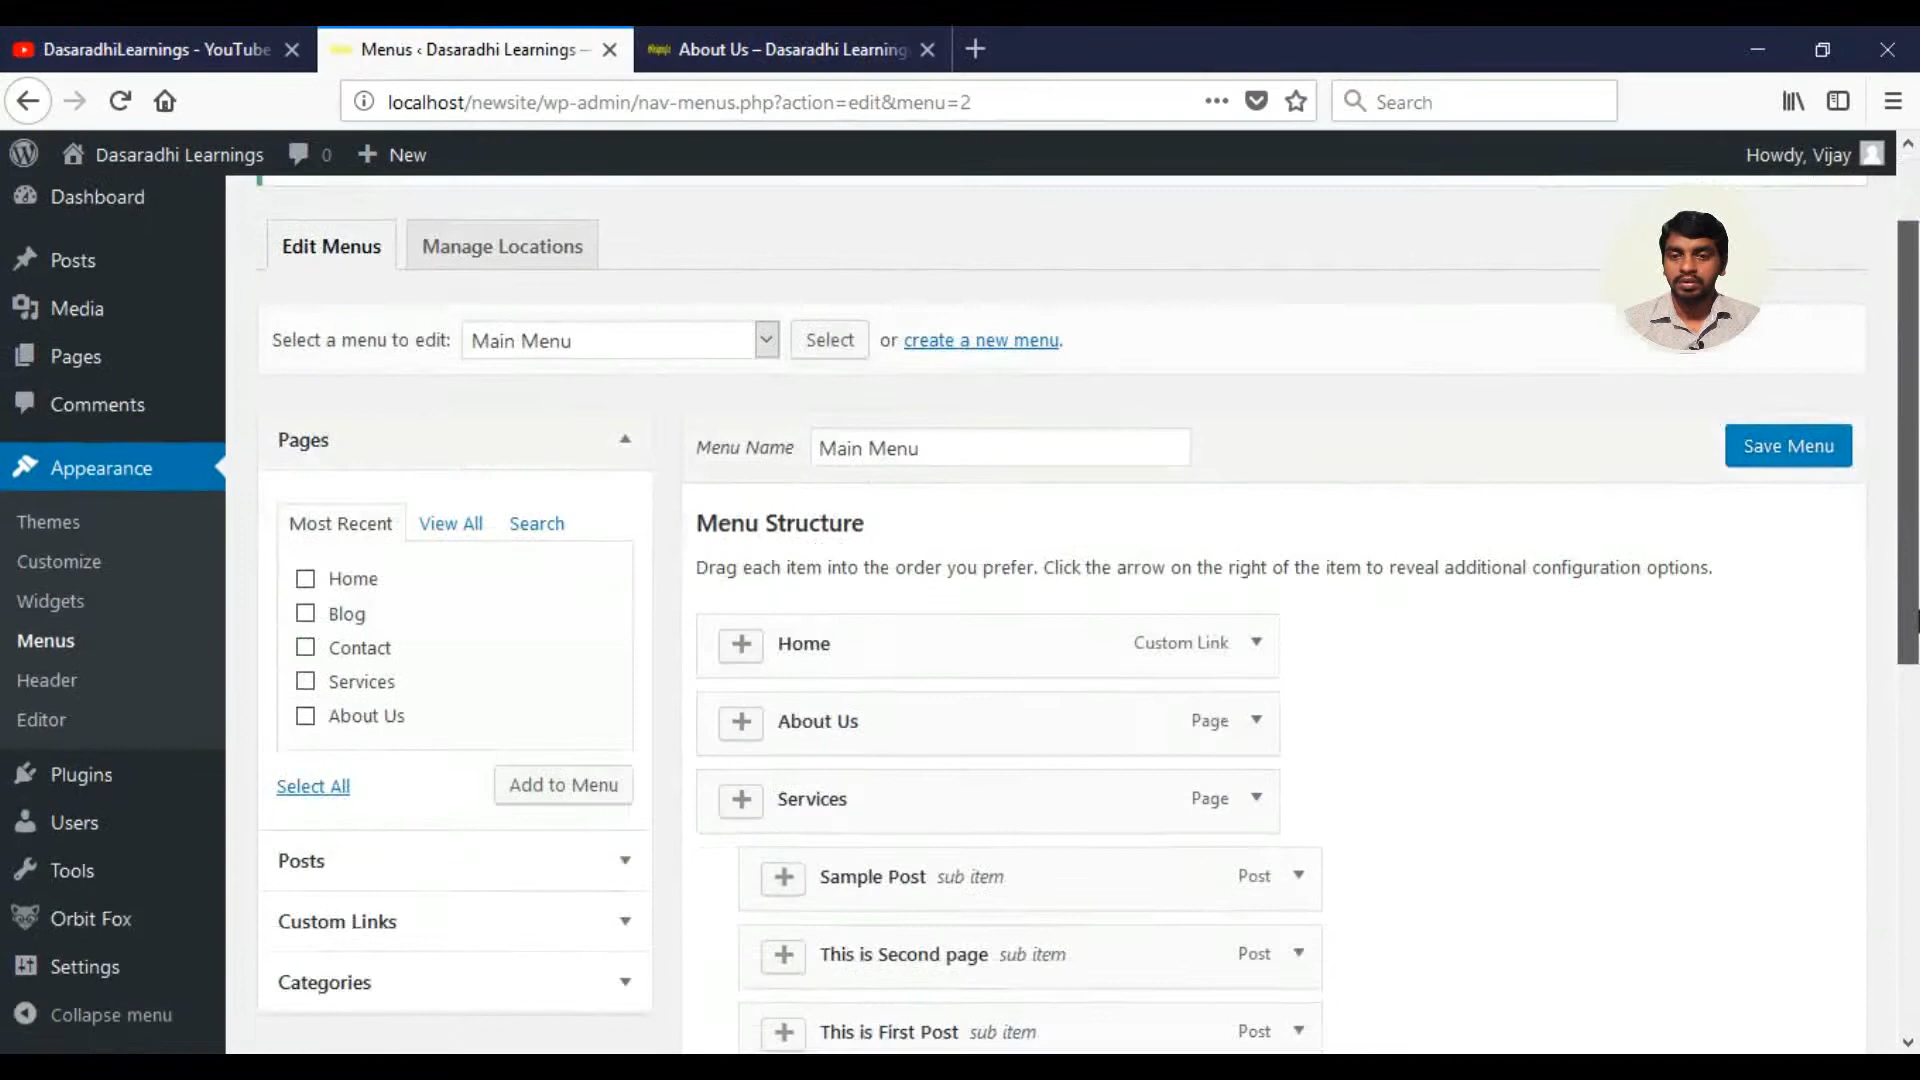 DasaradhiLearnings - YouTube
Menus ‹ Dasaradhi Learnings –
About Us – Dasaradhi Learning
localhost/newsite/wp-admin/nav-menus.php?action=edit&menu=2
Search
Dasaradhi Learnings
0
New
Howdy, Vijay
Dashboard
Posts
Media
Pages
Comments
Appearance
Themes
Customize
Widgets
Menus
Header
Editor
Plugins
Users
Tools
Orbit Fox
Settings
Collapse menu
Edit Menus
Manage Locations
Select a menu to edit: Main Menu Select or create a new menu.
Pages
Most Recent View All Search
Home
Blog
Contact
Services
About Us
Select All
Add to Menu
Posts
Custom Links
Categories
Menu Name Main Menu
Save Menu
Menu Structure
Drag each item into the order you prefer. Click the arrow on the right of the item to reveal additional configuration options.
Home Custom Link
About Us Page
Services Page
Sample Post sub item Post
This is Second page sub item Post
This is First Post sub item Post